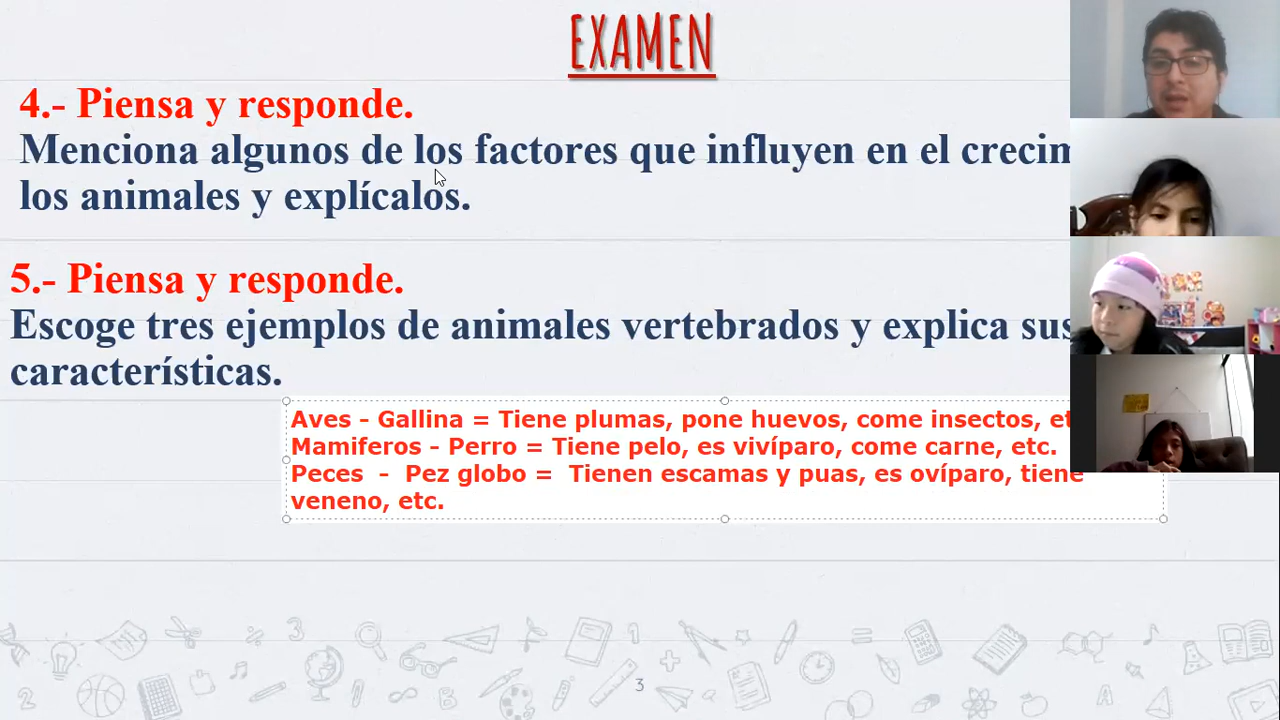 EXAMEN
4.- Piensa y responde.
Menciona algunos de los factores que influyen en el
los animales y explícalos.
5.- Piensa y responde.
Escoge tres ejemplos de animales vertebrados y explica sus
características.
Aves - Gallina = Tiene plumas, pone huevos, come insectos,
Mamiferos - Perro = Tiene pelo, es vivíparo, come carne, etc.
Peces - Pez globo = Tienen escamas y puas, es ovíparo, tiene
veneno, etc.
3